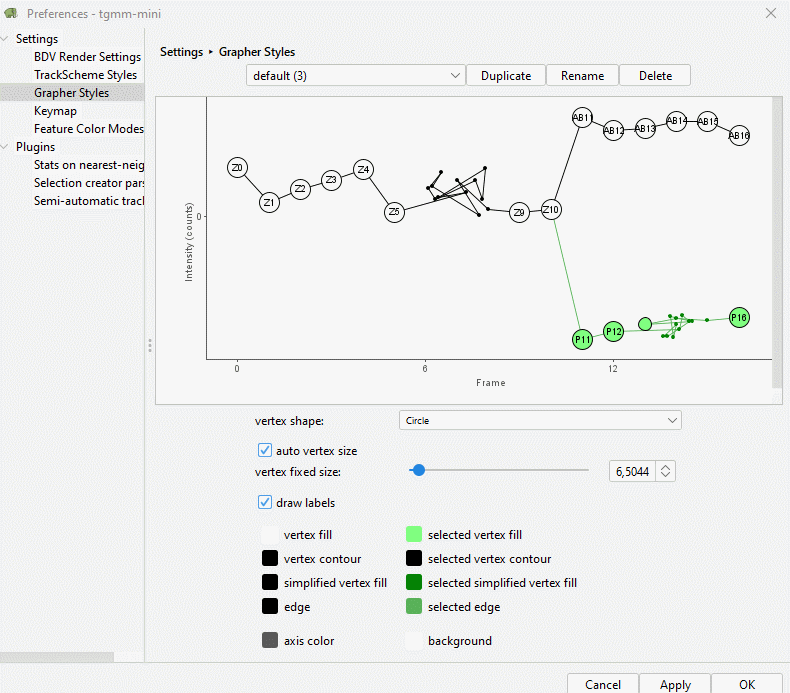 Preferences - tgmm-mini
Settings
BDV Render Settings
TrackScheme Styles
Grapher Styles
Keymap
Feature Color Modes
Plugins
Stats on nearest-neig
Selection creator pars
Semi-automatic track
Settings ▸ Grapher Styles
default (3)
Duplicate
Rename
Delete
AB11
AB12
AB13
AB14
AB15
AB16
Z0
Z1
Z2
Z3
Z4
Z5
Z9
Z10
P11
P12
P16
Intensity (counts)
0
0
6
12
Frame
vertex shape:
Circle
auto vertex size
vertex fixed size:
6,5044
draw labels
vertex fill
selected vertex fill
vertex contour
selected vertex contour
simplified vertex fill
selected simplified vertex fill
edge
selected edge
axis color
background
Cancel
Apply
OK